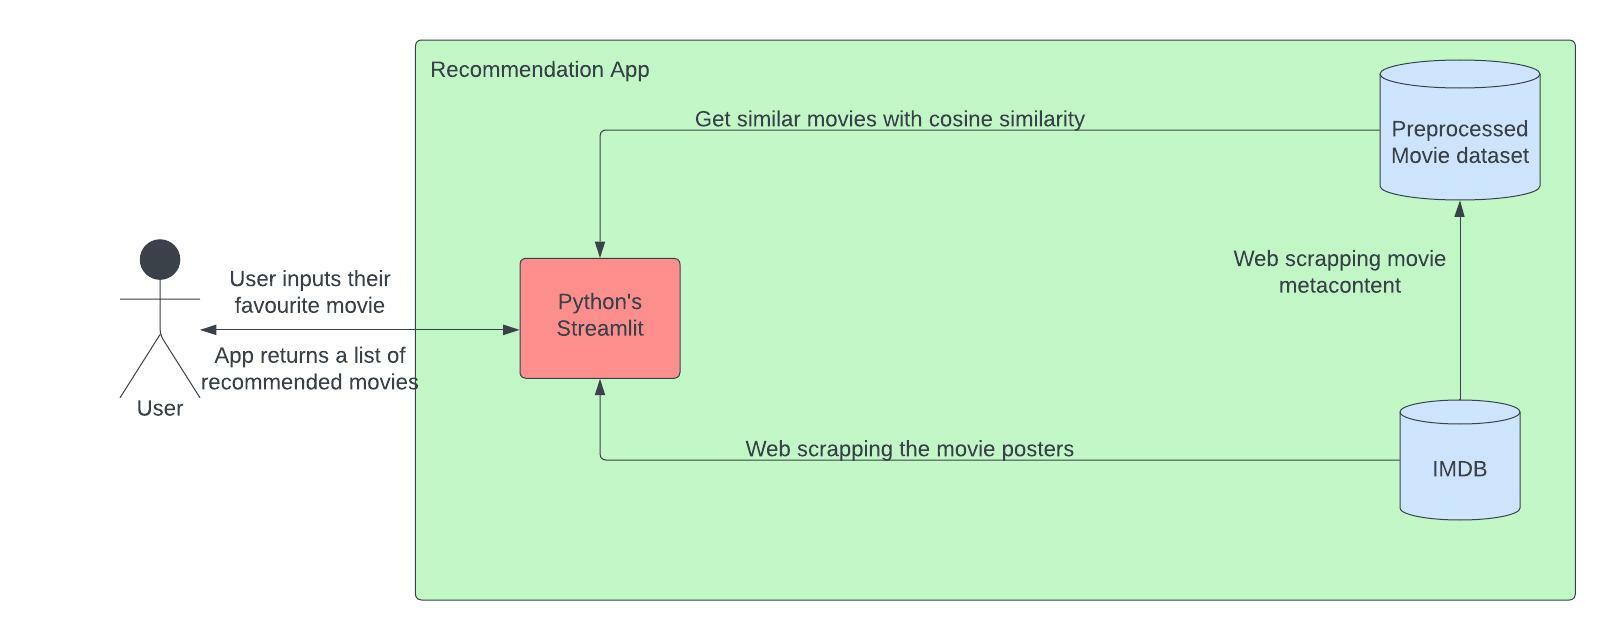 Recommendation App
Get similar movies with cosine similarity
Preprocessed
Movie dataset
User inputs their
favourite movie
App returns a list of
recommended movies
User
Python's
Streamlit
Web scrapping movie
metacontent
Web scrapping the movie posters
IMDB